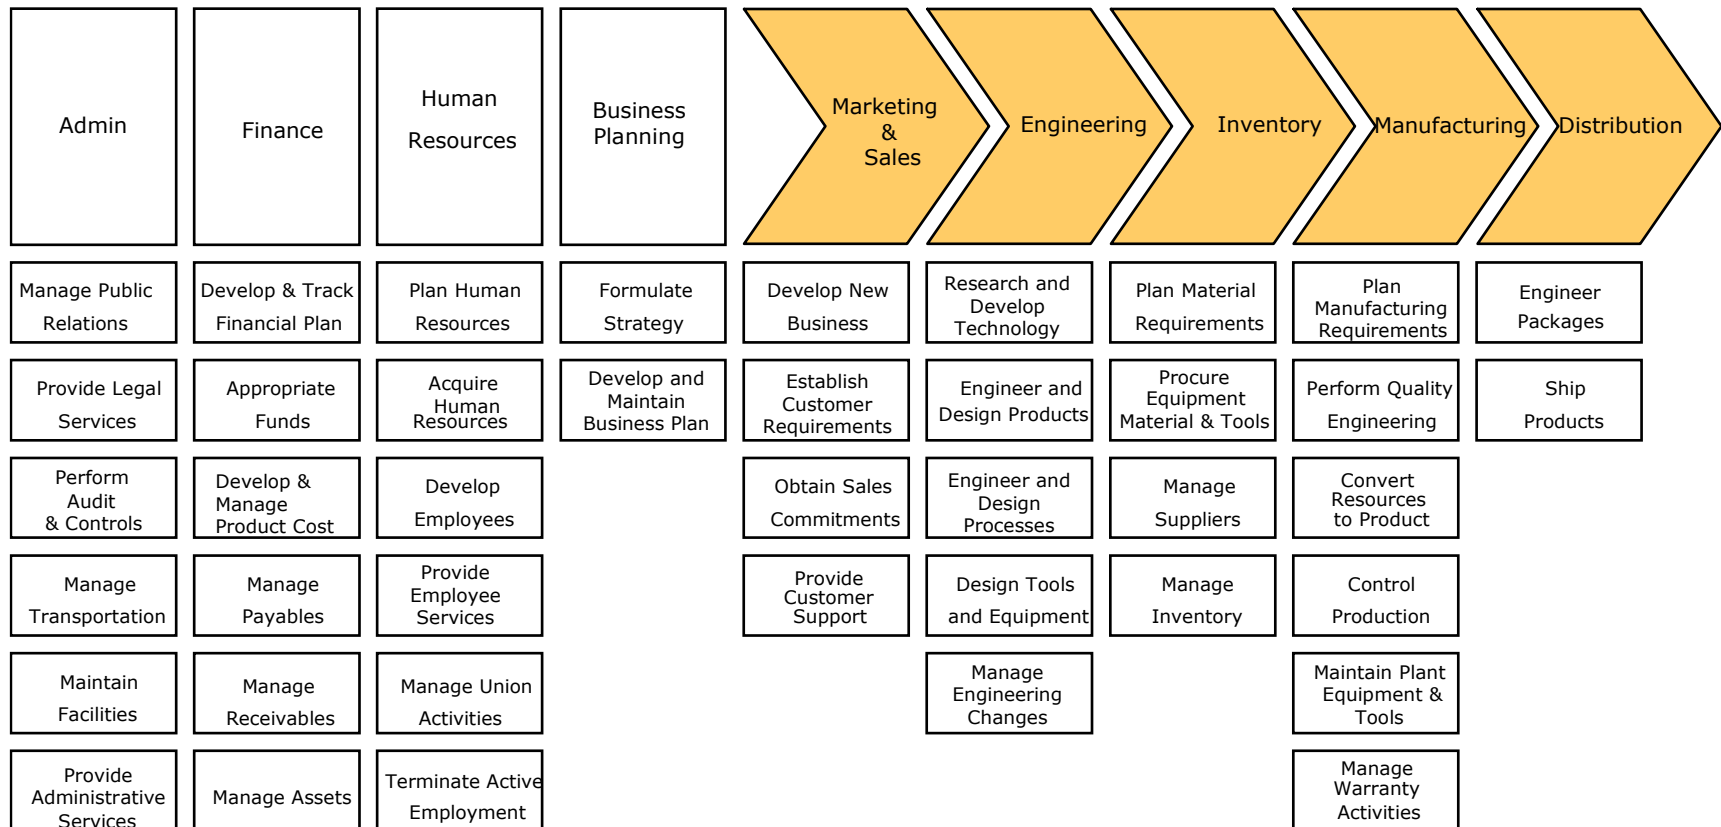 Admin
Finance
Human
Resources
Business
Planning
Marketing
&
Sales
Engineering
Inventory
Manufacturing
Distribution
Manage Public
Relations
Develop & Track
Financial Plan
Plan Human
Resources
Formulate
Strategy
Develop New
Business
Research and
Develop
Technology
Plan Material
Requirements
Plan
Manufacturing
Requirements
Engineer
Packages
Provide Legal
Services
Appropriate
Funds
Acquire
Human
Resources
Develop and
Maintain
Business Plan
Establish
Customer
Requirements
Engineer and
Design Products
Procure
Equipment
Material & Tools
Perform Quality
Engineering
Ship
Products
Perform
Audit
& Controls
Develop &
Manage
Product Cost
Develop
Employees
Obtain Sales
Commitments
Engineer and
Design
Processes
Manage
Suppliers
Convert
Resources
to Product
Manage
Transportation
Manage
Payables
Provide
Employee
Services
Provide
Customer
Support
Design Tools
and Equipment
Manage
Inventory
Control
Production
Maintain
Facilities
Manage
Receivables
Manage Union
Activities
Manage
Engineering
Changes
Maintain Plant
Equipment &
Tools
Provide
Administrative
Services
Manage Assets
Terminate Active
Employment
Manage
Warranty
Activities